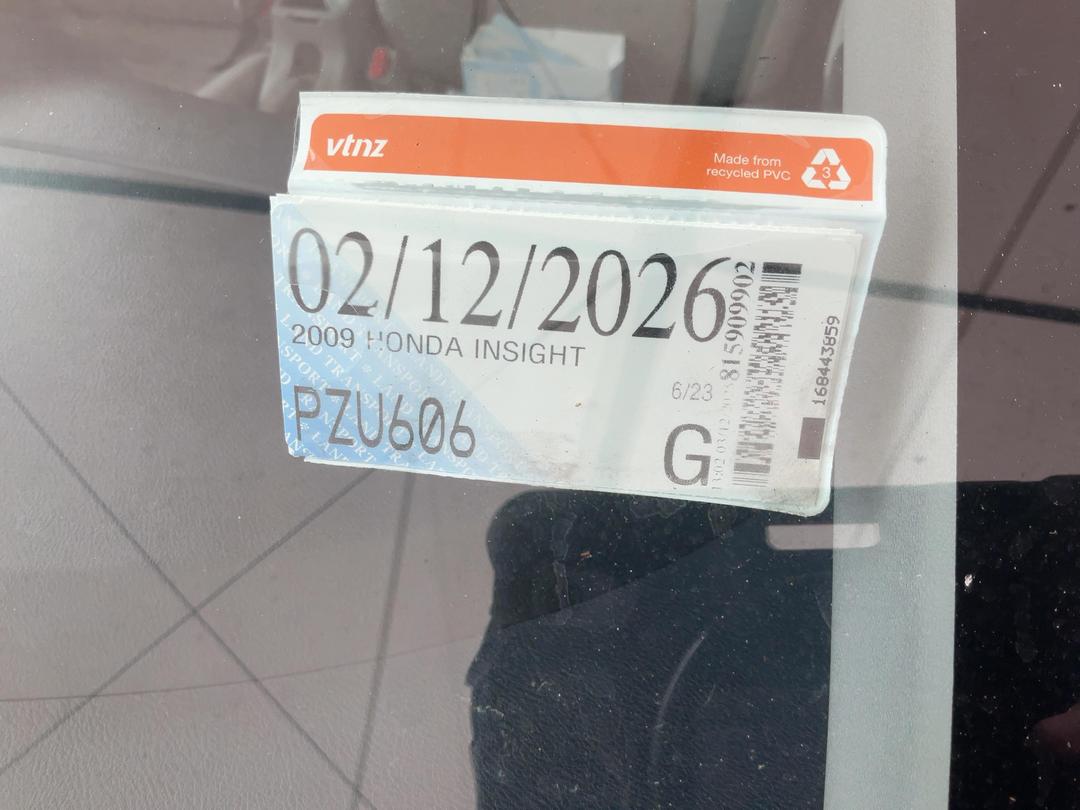 vtnz
Made from
recycled PVC
3
02/12/2026
2009 HONDA INSIGHT
PZU606
6/23
G
815909902
168443859